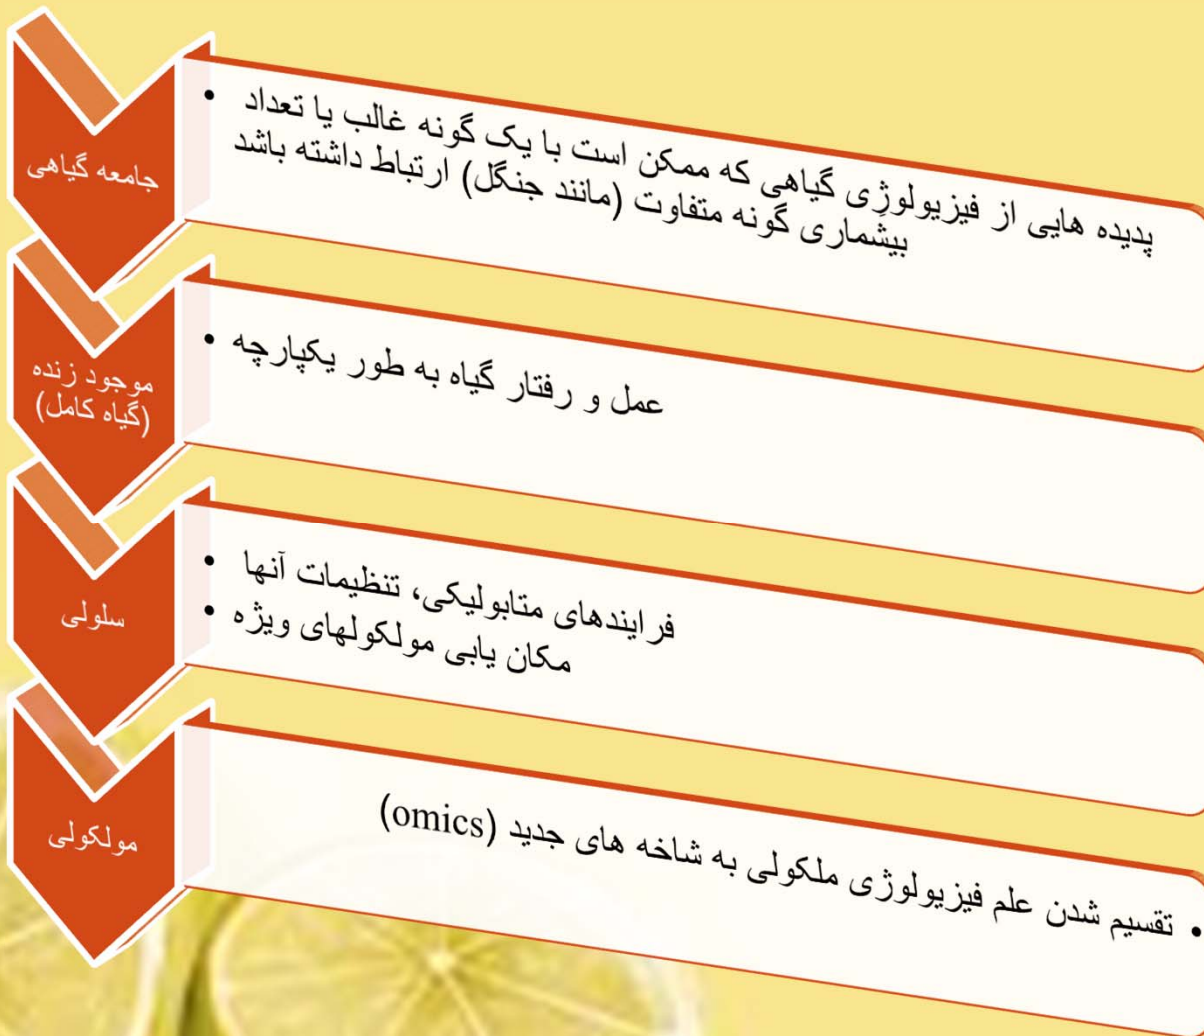 جامعه گیاهی
• پدیده هایی از فیزیولوژی گیاهی که ممکن است با یک گونه غالب یا تعداد
بیشماری گونه متفاوت (مانند جنگل) ارتباط داشته باشد
موجود زنده
(گیاه کامل)
• عمل و رفتار گیاه به طور یکپارچه
سلولی
• فرایندهای متابولیکی، تنظیمات آنها
• مکان یابی مولکولهای ویژه
مولکولی
• تقسیم شدن علم فیزیولوژی ملکولی به شاخه های جدید (omics)